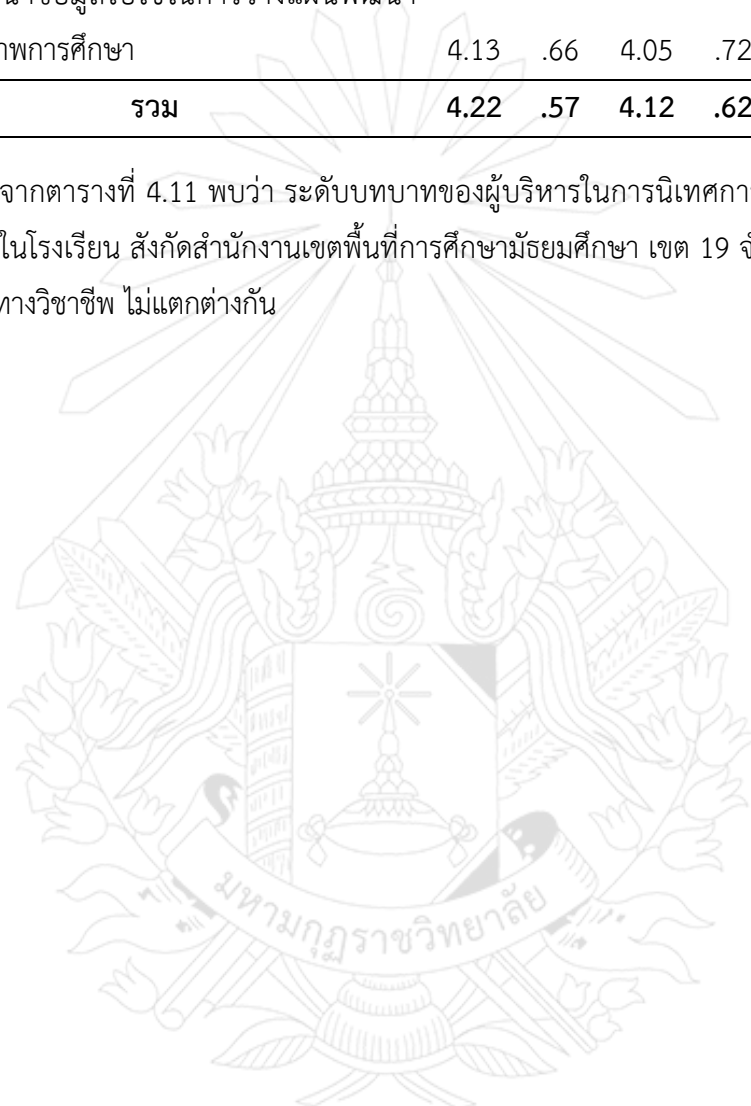 าพการศึกษา 4.13 .66 4.05 .72
รวม 4.22 .57 4.12 .62
จากตารางที่ 4.11 พบว่า ระดับบทบาทของผู้บริหารในการนิเทศกา
ในโรงเรียน สังกัดสำนักงานเขตพื้นที่การศึกษามัธยมศึกษา เขต 19 จ
ทางวิชาชีพ ไม่แตกต่างกัน
มหามกุฏราชวิทยาลัย